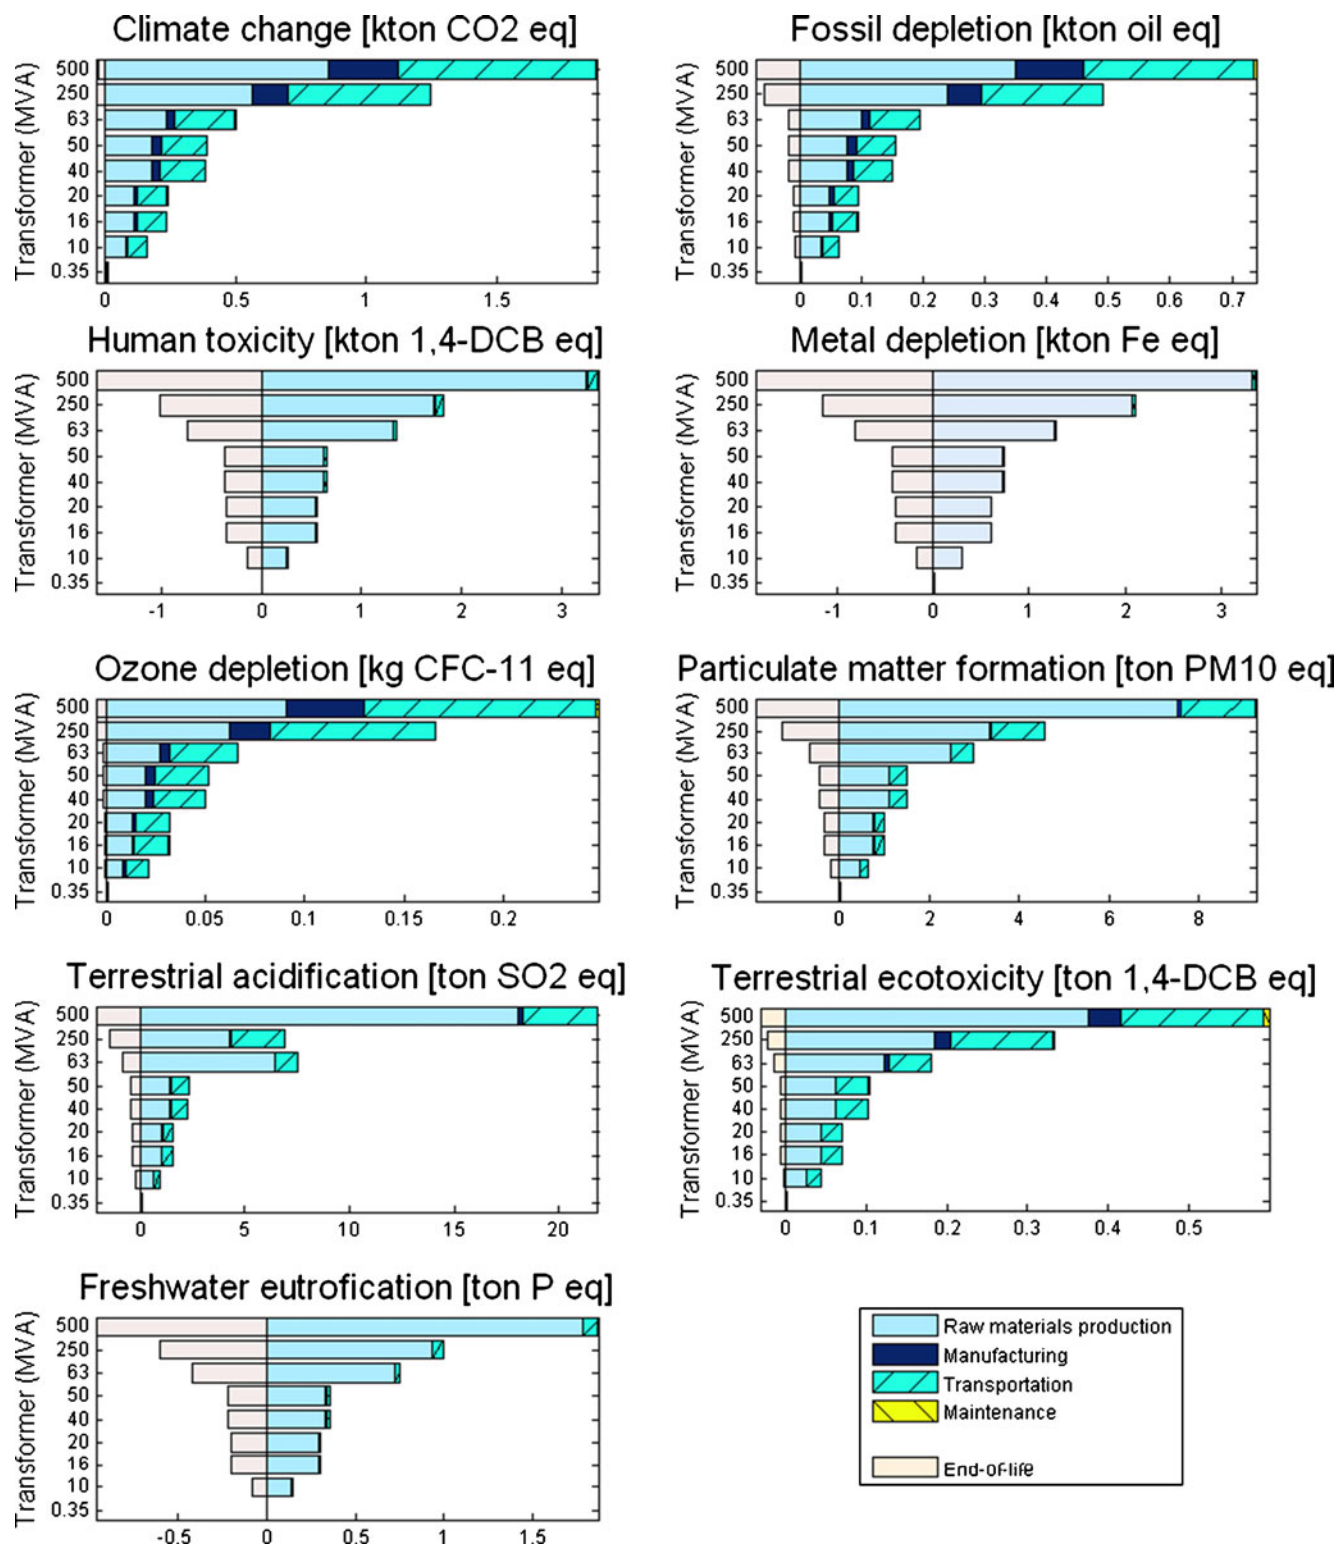 Climate change [kton CO2 eq]
Transformer (MVA)
500
250
63
50
40
20
16
10
0.35
0 0.5 1 1.5
Fossil depletion [kton oil eq]
Transformer (MVA)
500
250
63
50
40
20
16
10
0.35
0 0.1 0.2 0.3 0.4 0.5 0.6 0.7
Human toxicity [kton 1,4-DCB eq]
Transformer (MVA)
500
250
63
50
40
20
16
10
0.35
-1 0 1 2 3
Metal depletion [kton Fe eq]
Transformer (MVA)
500
250
63
50
40
20
16
10
0.35
-1 0 1 2 3
Ozone depletion [kg CFC-11 eq]
Transformer (MVA)
500
250
63
50
40
20
16
10
0.35
0 0.05 0.1 0.15 0.2
Particulate matter formation [ton PM10 eq]
Transformer (MVA)
500
250
63
50
40
20
16
10
0.35
0 2 4 6 8
Terrestrial acidification [ton SO2 eq]
Transformer (MVA)
500
250
63
50
40
20
16
10
0.35
0 5 10 15 20
Terrestrial ecotoxicity [ton 1,4-DCB eq]
Transformer (MVA)
500
250
63
50
40
20
16
10
0.35
0 0.1 0.2 0.3 0.4 0.5
Freshwater eutrofication [ton P eq]
Transformer (MVA)
500
250
63
50
40
20
16
10
0.35
-0.5 0 0.5 1 1.5
Raw materials production
Manufacturing
Transportation
Maintenance
End-of-life